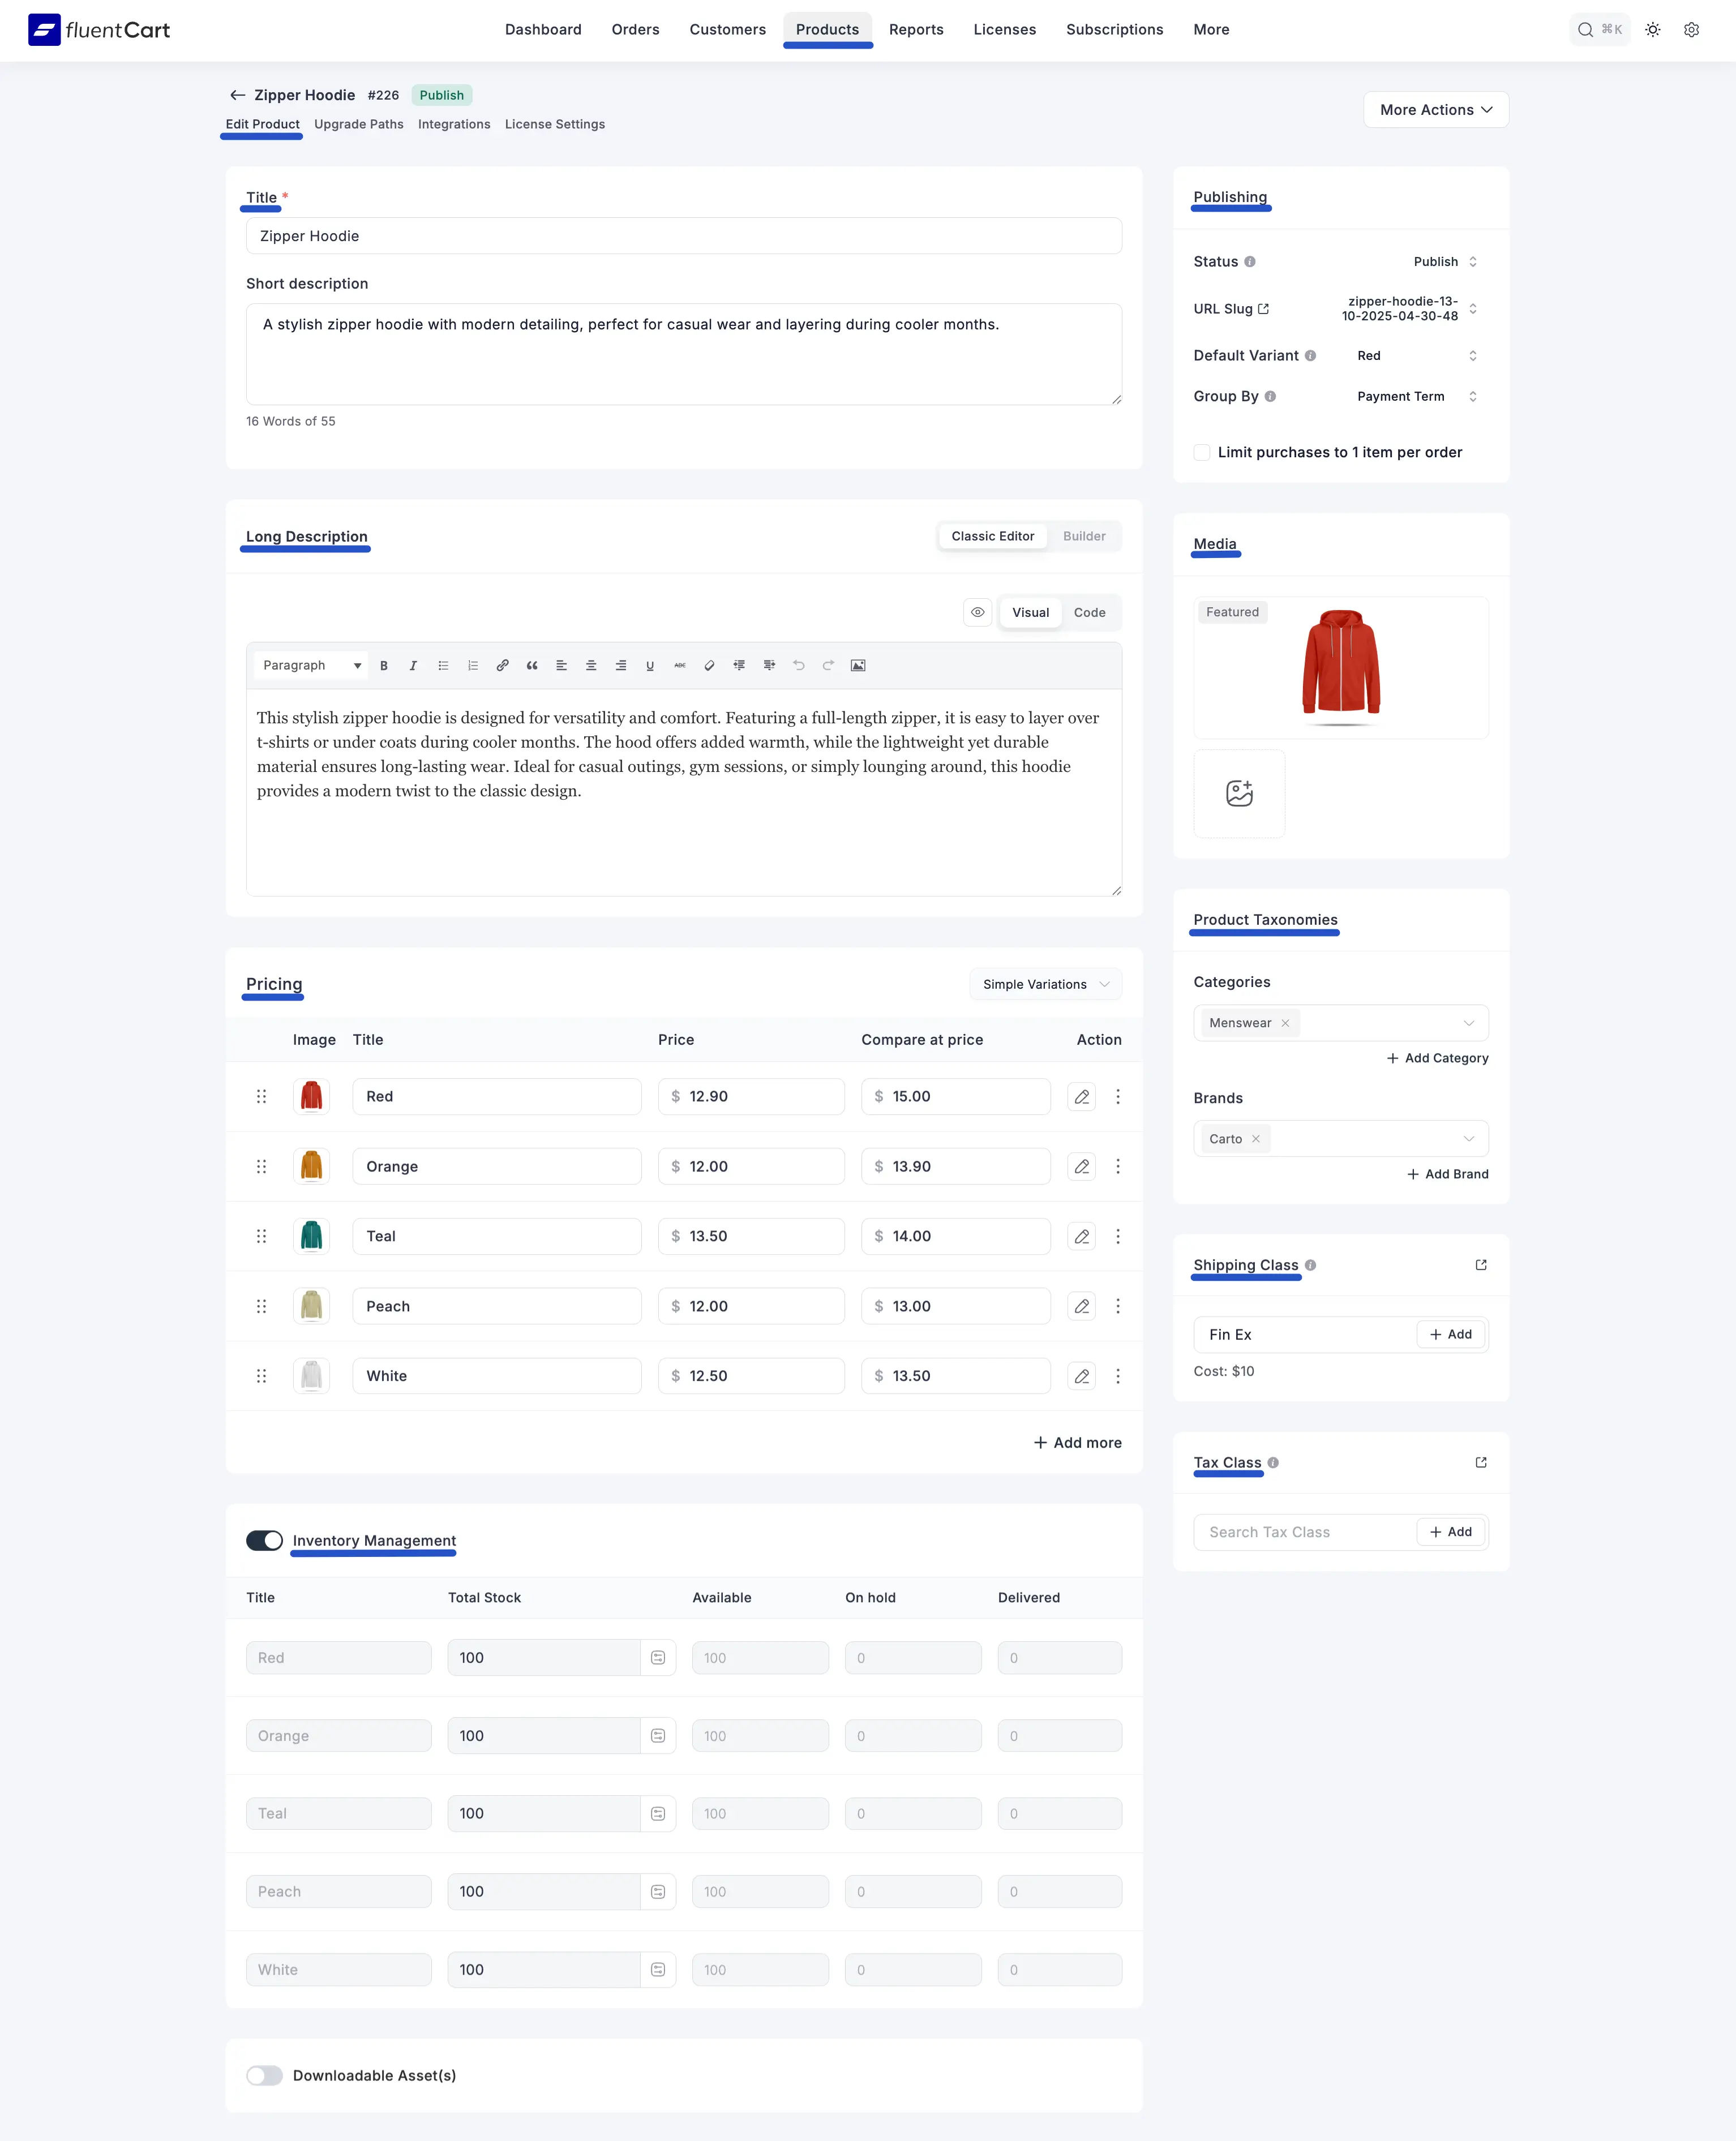 fluentCart
Dashboard Orders Customers Products Reports Licenses Subscriptions More
⌘K
Zipper Hoodie #226 Publish
Edit Product Upgrade Paths Integrations License Settings
More Actions
Title *
Zipper Hoodie
Short description
A stylish zipper hoodie with modern detailing, perfect for casual wear and layering during cooler months.
16 Words of 55
Long Description
Classic Editor Builder
Visual Code
Paragraph B I U ABC
This stylish zipper hoodie is designed for versatility and comfort. Featuring a full-length zipper, it is easy to layer over
t-shirts or under coats during cooler months. The hood offers added warmth, while the lightweight yet durable
material ensures long-lasting wear. Ideal for casual outings, gym sessions, or simply lounging around, this hoodie
provides a modern twist to the classic design.
Pricing
Simple Variations
Image Title Price Compare at price Action
Red $ 12.90 $ 15.00
Orange $ 12.00 $ 13.90
Teal $ 13.50 $ 14.00
Peach $ 12.00 $ 13.00
White $ 12.50 $ 13.50
+ Add more
Inventory Management
Title Total Stock Available On hold Delivered
Red 100 100 0 0
Orange 100 100 0 0
Teal 100 100 0 0
Peach 100 100 0 0
White 100 100 0 0
Downloadable Asset(s)
Publishing
Status Publish
URL Slug zipper-hoodie-13-
10-2025-04-30-48
Default Variant Red
Group By Payment Term
Limit purchases to 1 item per order
Media
Featured
Product Taxonomies
Categories
Menswear ×
+ Add Category
Brands
Carto ×
+ Add Brand
Shipping Class
Fin Ex + Add
Cost: $10
Tax Class
Search Tax Class + Add